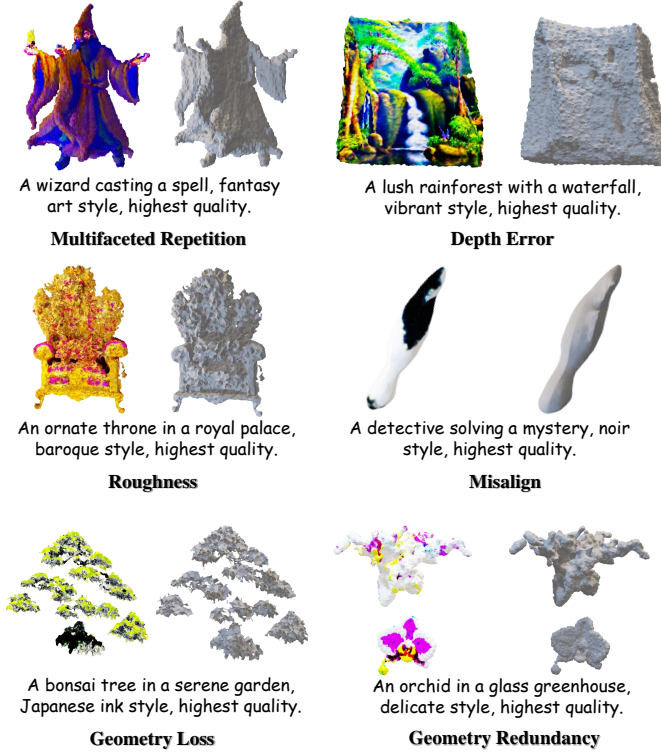 A wizard casting a spell, fantasy
art style, highest quality.
Multifaceted Repetition
A lush rainforest with a waterfall,
vibrant style, highest quality.
Depth Error
An ornate throne in a royal palace,
baroque style, highest quality.
Roughness
A detective solving a mystery, noir
style, highest quality.
Misalign
A bonsai tree in a serene garden,
Japanese ink style, highest quality.
Geometry Loss
An orchid in a glass greenhouse,
delicate style, highest quality.
Geometry Redundancy